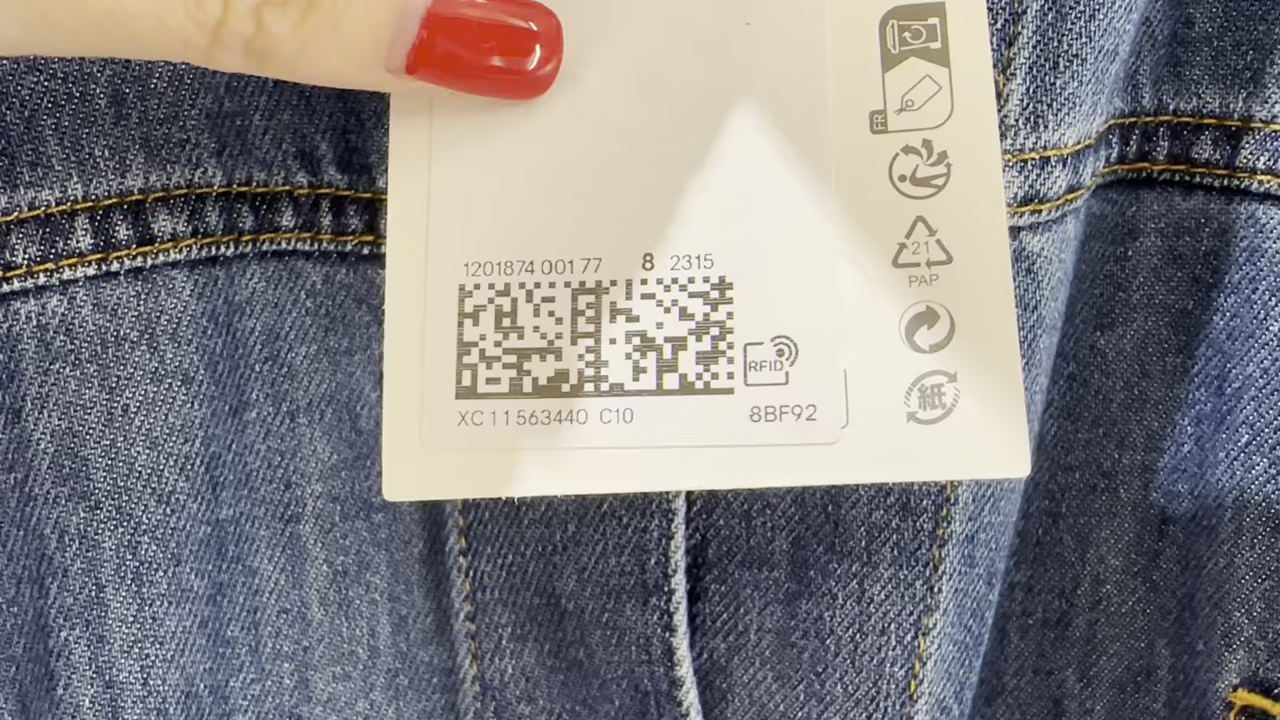 FR
1201874 001 77 8 2315
21
PAP
RFID
紙
XC 11563440 C10 8BF92